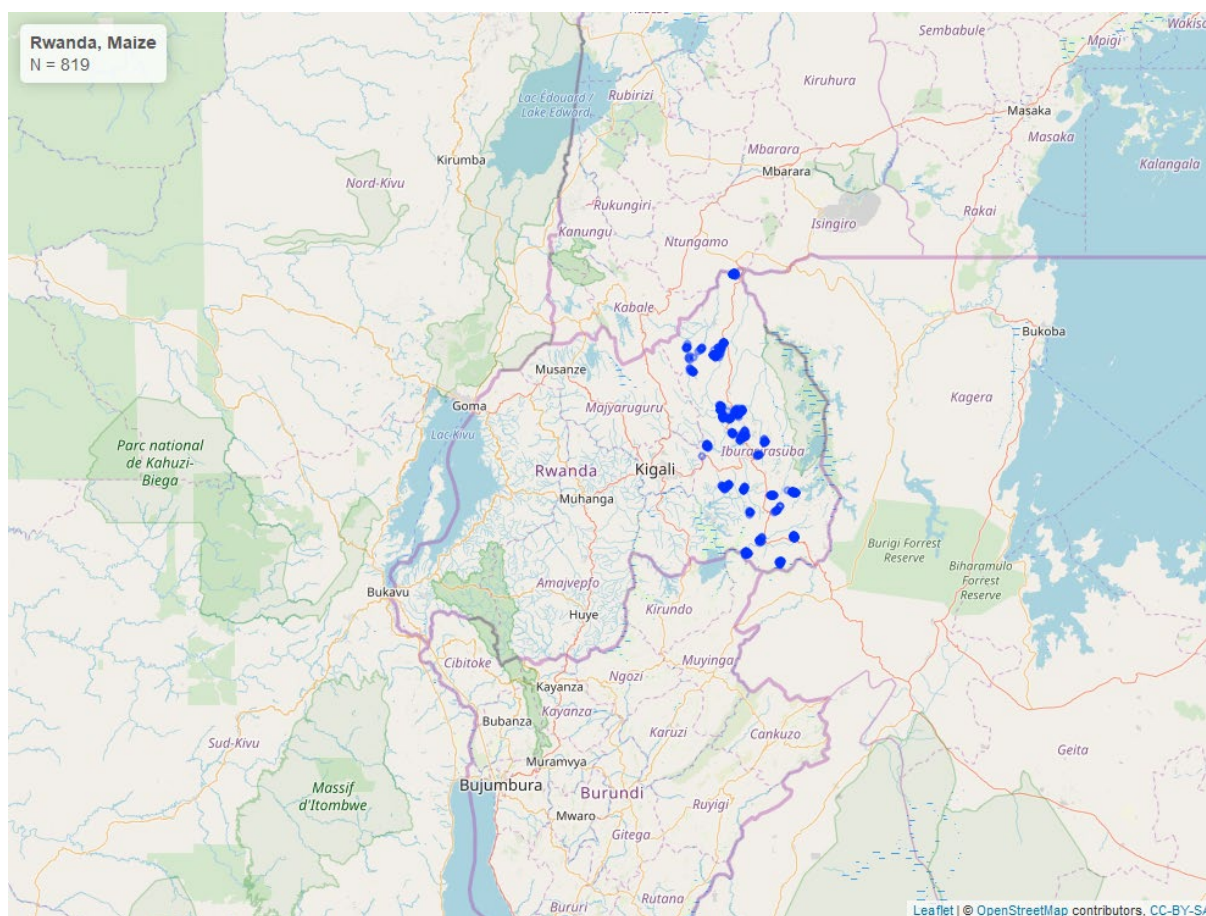 Rwanda, Maize
N = 819
Sembabule
Mpigi
Wakiso
Kiruhura
Lac Édouard /
Lake Edward
Rubirizi
Masaka
Masaka
Kirumba
Mbarara
Mbarara
Kalangala
Nord-Kivu
Rukungiri
Isingiro
Rakai
Kanungu
Ntungamo
Kabale
Bukoba
Musanze
Goma
Majyaruguru
Kagera
Lac Kivu
Parc national
de Kahuzi-
Biega
Rwanda
Kigali
Iburasirasuba
Muhanga
Burigi Forrest
Reserve
Biharamulo
Forrest
Reserve
Bukavu
Amajyepfo
Huye
Kirundo
Cibitoke
Muyinga
Ngozi
Kayanza
Kayanza
Bubanza
Karuzi
Cankuzo
Sud-Kivu
Muramvya
Geita
Massif
d'Itombwe
Bujumbura
Burundi
Ruyigi
Mwaro
Gitega
Bururi
Rutana
Leaflet | © OpenStreetMap contributors, CC-BY-SA